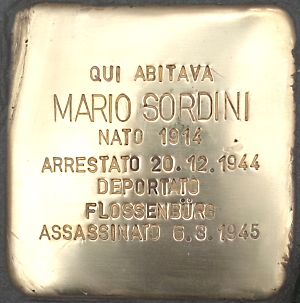 QUI ABITAVA
MARIO SORDINI
NATO 1914
ARRESTATO 20.12.1944
DEPORTATO
FLOSSENBÜRG
ASSASSINATO 6.3.1945